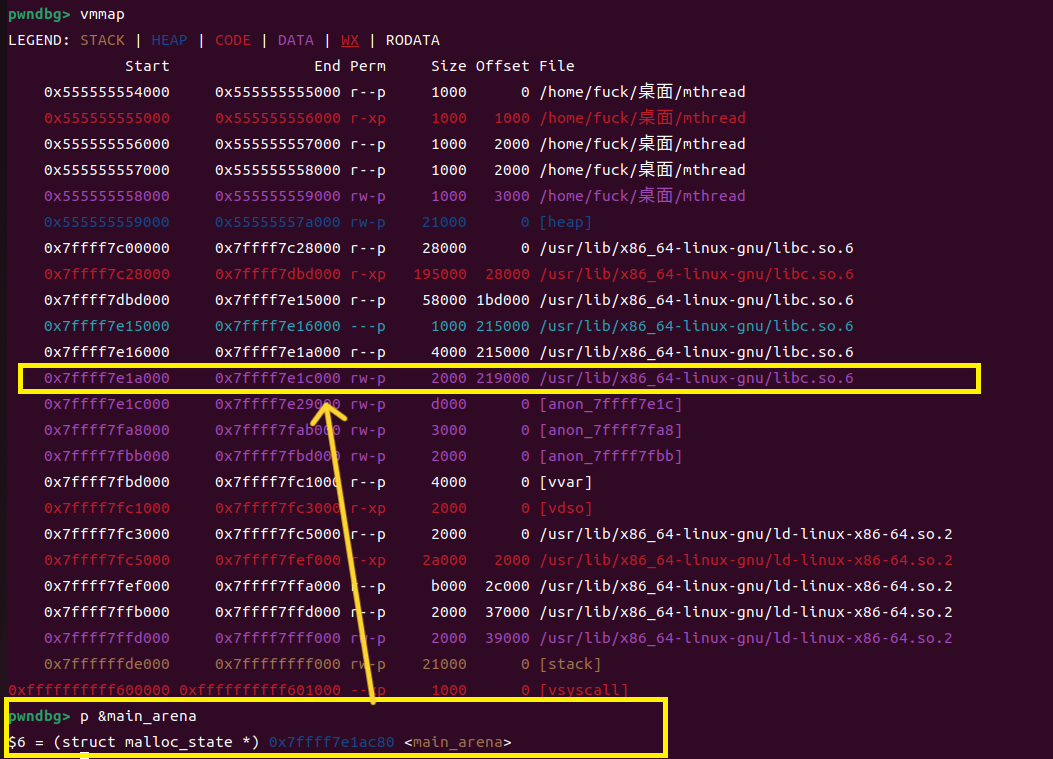 pwndbg> vmmap
LEGEND: STACK | HEAP | CODE | DATA | WX | RODATA
Start End Perm Size Offset File
0x555555554000 0x555555555000 r--p 1000 0 /home/fuck/桌面/mthread
0x555555555000 0x555555556000 r-xp 1000 1000 /home/fuck/桌面/mthread
0x555555556000 0x555555557000 r--p 1000 2000 /home/fuck/桌面/mthread
0x555555557000 0x555555558000 r--p 1000 2000 /home/fuck/桌面/mthread
0x555555558000 0x555555559000 rw-p 1000 3000 /home/fuck/桌面/mthread
0x555555559000 0x55555557a000 rw-p 21000 0 [heap]
0x7ffff7c00000 0x7ffff7c28000 r--p 28000 0 /usr/lib/x86_64-linux-gnu/libc.so.6
0x7ffff7c28000 0x7ffff7dbd000 r-xp 195000 28000 /usr/lib/x86_64-linux-gnu/libc.so.6
0x7ffff7dbd000 0x7ffff7e15000 r--p 58000 1bd000 /usr/lib/x86_64-linux-gnu/libc.so.6
0x7ffff7e15000 0x7ffff7e16000 ---p 1000 215000 /usr/lib/x86_64-linux-gnu/libc.so.6
0x7ffff7e16000 0x7ffff7e1a000 r--p 4000 215000 /usr/lib/x86_64-linux-gnu/libc.so.6
0x7ffff7e1a000 0x7ffff7e1c000 rw-p 2000 219000 /usr/lib/x86_64-linux-gnu/libc.so.6
0x7ffff7e1c000 0x7ffff7e29000 rw-p d000 0 [anon_7ffff7e1c]
0x7ffff7fa8000 0x7ffff7fab000 rw-p 3000 0 [anon_7ffff7fa8]
0x7ffff7fbb000 0x7ffff7fbd000 rw-p 2000 0 [anon_7ffff7fbb]
0x7ffff7fbd000 0x7ffff7fc1000 r--p 4000 0 [vvar]
0x7ffff7fc1000 0x7ffff7fc3000 r-xp 2000 0 [vdso]
0x7ffff7fc3000 0x7ffff7fc5000 r--p 2000 0 /usr/lib/x86_64-linux-gnu/ld-linux-x86-64.so.2
0x7ffff7fc5000 0x7ffff7fef000 r-xp 2a000 2000 /usr/lib/x86_64-linux-gnu/ld-linux-x86-64.so.2
0x7ffff7fef000 0x7ffff7ffa000 r--p b000 2c000 /usr/lib/x86_64-linux-gnu/ld-linux-x86-64.so.2
0x7ffff7ffb000 0x7ffff7ffd000 r--p 2000 37000 /usr/lib/x86_64-linux-gnu/ld-linux-x86-64.so.2
0x7ffff7ffd000 0x7ffff7fff000 rw-p 2000 39000 /usr/lib/x86_64-linux-gnu/ld-linux-x86-64.so.2
0x7ffffffde000 0x7ffffffff000 rw-p 21000 0 [stack]
0xffffffffff600000 0xffffffffff601000 --xp 1000 0 [vsyscall]
pwndbg> p &main_arena
$6 = (struct malloc_state *) 0x7ffff7e1ac80 <main_arena>